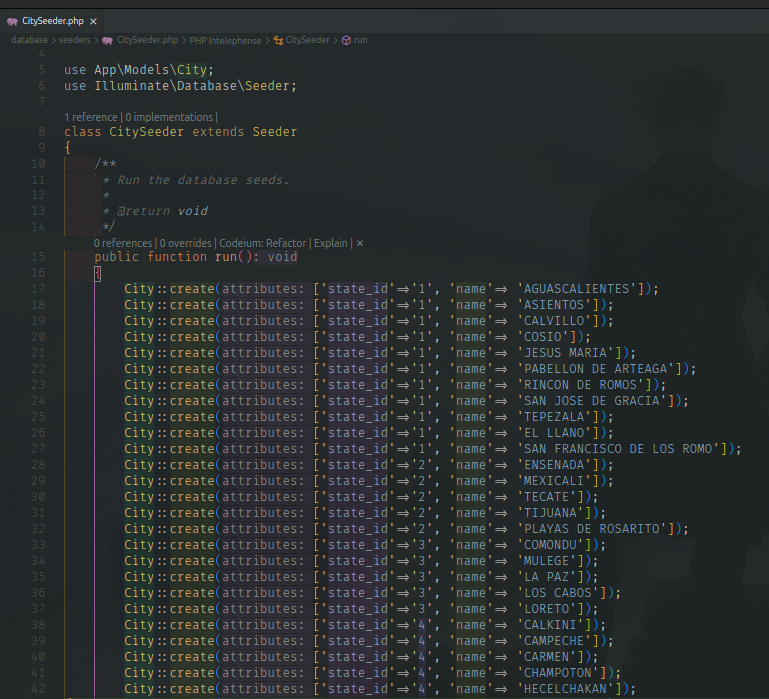 CitySeeder.php ×
database > seeders > CitySeeder.php > PHP Intelephense > CitySeeder > run
4
5 use App\Models\City;
6 use Illuminate\Database\Seeder;
7
1 reference | 0 implementations |
8 class CitySeeder extends Seeder
9 {
10 /**
11 * Run the database seeds.
12 *
13 * @return void
14 */
0 references | 0 overrides | Codeium: Refactor | Explain | ×
15 public function run(): void
16 {
17 City::create(attributes: ['state_id'=>'1', 'name'=> 'AGUASCALIENTES']);
18 City::create(attributes: ['state_id'=>'1', 'name'=> 'ASIENTOS']);
19 City::create(attributes: ['state_id'=>'1', 'name'=> 'CALVILLO']);
20 City::create(attributes: ['state_id'=>'1', 'name'=> 'COSIO']);
21 City::create(attributes: ['state_id'=>'1', 'name'=> 'JESUS MARIA']);
22 City::create(attributes: ['state_id'=>'1', 'name'=> 'PABELLON DE ARTEAGA']);
23 City::create(attributes: ['state_id'=>'1', 'name'=> 'RINCON DE ROMOS']);
24 City::create(attributes: ['state_id'=>'1', 'name'=> 'SAN JOSE DE GRACIA']);
25 City::create(attributes: ['state_id'=>'1', 'name'=> 'TEPEZALA']);
26 City::create(attributes: ['state_id'=>'1', 'name'=> 'EL LLANO']);
27 City::create(attributes: ['state_id'=>'1', 'name'=> 'SAN FRANCISCO DE LOS ROMO']);
28 City::create(attributes: ['state_id'=>'2', 'name'=> 'ENSENADA']);
29 City::create(attributes: ['state_id'=>'2', 'name'=> 'MEXICALI']);
30 City::create(attributes: ['state_id'=>'2', 'name'=> 'TECATE']);
31 City::create(attributes: ['state_id'=>'2', 'name'=> 'TIJUANA']);
32 City::create(attributes: ['state_id'=>'2', 'name'=> 'PLAYAS DE ROSARITO']);
33 City::create(attributes: ['state_id'=>'3', 'name'=> 'COMONDU']);
34 City::create(attributes: ['state_id'=>'3', 'name'=> 'MULEGE']);
35 City::create(attributes: ['state_id'=>'3', 'name'=> 'LA PAZ']);
36 City::create(attributes: ['state_id'=>'3', 'name'=> 'LOS CABOS']);
37 City::create(attributes: ['state_id'=>'3', 'name'=> 'LORETO']);
38 City::create(attributes: ['state_id'=>'4', 'name'=> 'CALKINI']);
39 City::create(attributes: ['state_id'=>'4', 'name'=> 'CAMPECHE']);
40 City::create(attributes: ['state_id'=>'4', 'name'=> 'CARMEN']);
41 City::create(attributes: ['state_id'=>'4', 'name'=> 'CHAMPOTON']);
42 City::create(attributes: ['state_id'=>'4', 'name'=> 'HECELCHAKAN']);